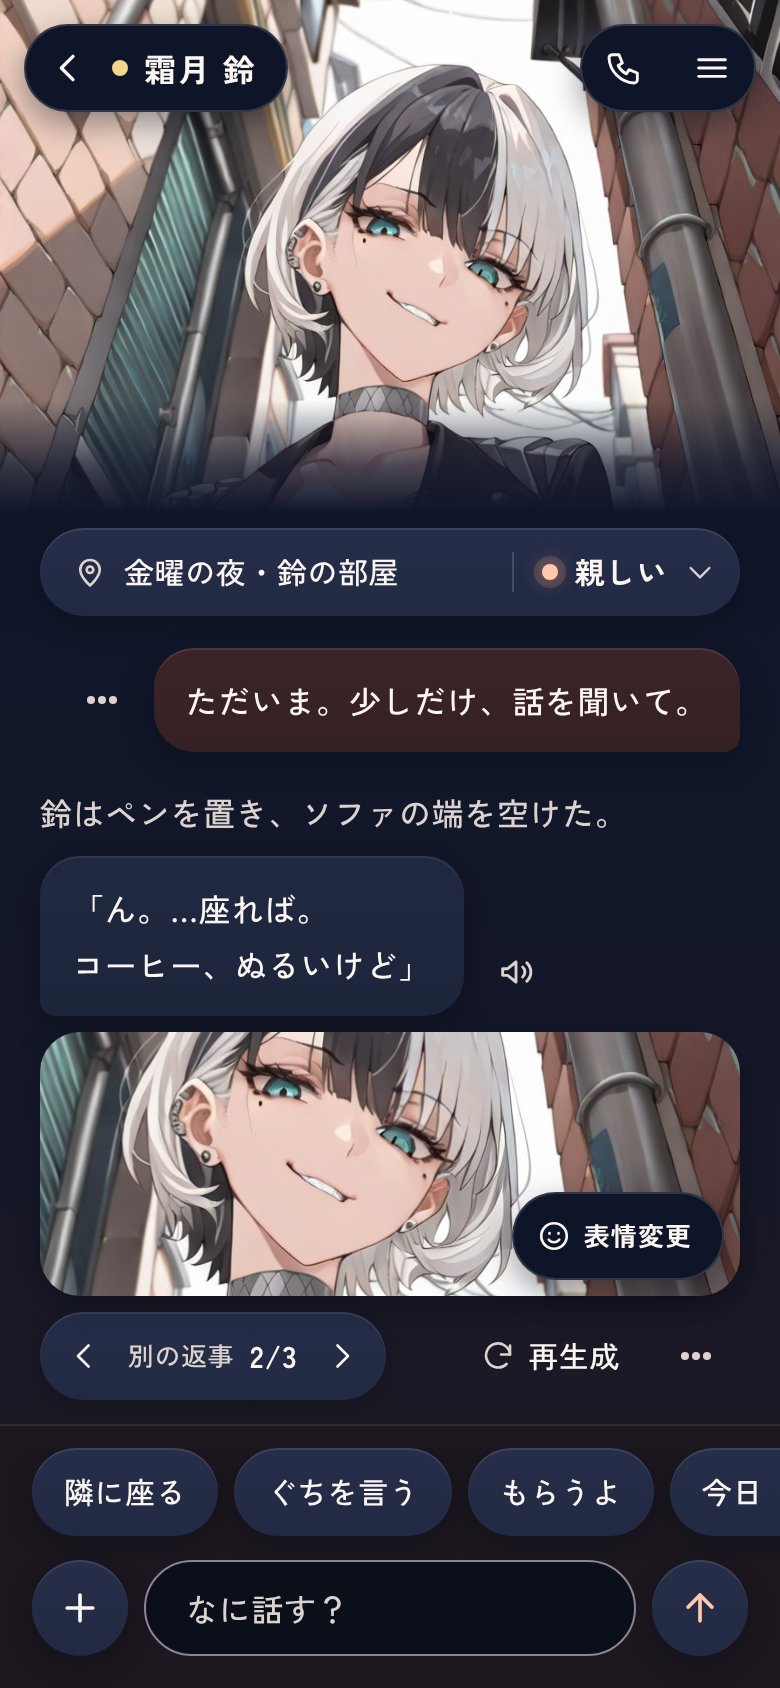 霜月 鈴
金曜の夜・鈴の部屋
親しい
ただいま。少しだけ、話を聞いて。
鈴はペンを置き、ソファの端を空けた。
「ん。…座れば。
コーヒー、ぬるいけど」
表情変更
別の返事 2/3
再生成
隣に座る
ぐちを言う
もらうよ
今日
なに話す？